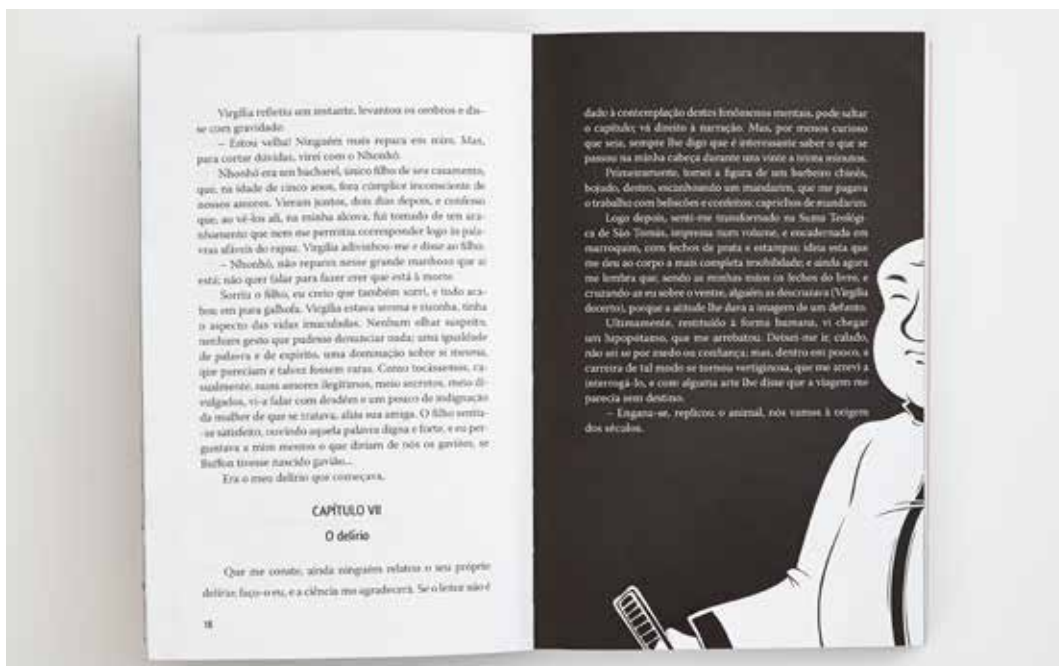 Virgília refletiu um instante, levantou os ombros e dis-
se com gravidade:
– Estou velha! Ninguém mais repara em mim. Mas,
para cortar dúvidas, virei com o Nhonhô.
Nhonhô era um bacharel, único filho de seu casamento,
que, na idade de cinco anos, fora cúmplice inconsciente de
nossos amores. Vieram juntos, dois dias depois, e confesso
que, ao vê-los ali, na minha alcova, fui tomado de um aca-
nhamento que nem me permitiu corresponder logo às pala-
vras afáveis do rapaz. Virgília adivinhou-me e disse ao filho:
– Nhonhô, não repares nesse grande manhoso que aí
está; não quer falar para fazer crer que está à morte.
Sorriu o filho, eu creio que também sorri, e tudo aca-
bou em pura galhofa. Virgília estava serena e risonha, tinha
o aspecto das vidas imaculadas. Nenhum olhar suspeito,
nenhum gesto que pudesse denunciar nada; uma igualdade
de palavra e de espírito, uma dominação sobre si mesma,
que pareciam e talvez fossem raras. Como tocássemos, ca-
sualmente, nuns amores ilegítimos, meio secretos, meio di-
vulgados, vi-a falar com desdém e um pouco de indignação
da mulher de que se tratava, aliás sua amiga. O filho sentia-
-se satisfeito, ouvindo aquela palavra digna e forte, e eu per-
guntava a mim mesmo o que diriam de nós os gaviões, se
Buffon tivesse nascido gavião...
Era o meu delírio que começava.
CAPÍTULO VII
O delírio
Que me conste, ainda ninguém relatou o seu próprio
delírio; faço-o eu, e a ciência mo agradecerá. Se o leitor não é
18
dado à contemplação destes fenômenos mentais, pode saltar
o capítulo; vá direito à narração. Mas, por menos curioso
que seja, sempre lhe digo que é interessante saber o que se
passou na minha cabeça durante uns vinte a trinta minutos.
Primeiramente, tomei a figura de um barbeiro chinês,
bojudo, destro, escanhoando um mandarim, que me pagava
o trabalho com beliscões e confeitos: caprichos de mandarim.
Logo depois, senti-me transformado na Suma Teológi-
ca de São Tomás, impressa num volume, e encadernada em
marroquim, com fechos de prata e estampas; ideia esta que
me deu ao corpo a mais completa imobilidade; e ainda agora
me lembra que, sendo as minhas mãos os fechos do livro, e
cruzando-as eu sobre o ventre, alguém as descruzava (Virgília
decerto), porque a atitude lhe dava a imagem de um defunto.
Ultimamente, restituído à forma humana, vi chegar
um hipopótamo, que me arrebatou. Deixei-me ir, calado,
não sei se por medo ou confiança; mas, dentro em pouco, a
carreira de tal modo se tornou vertiginosa, que me atrevi a
interrogá-lo, e com alguma arte lhe disse que a viagem me
parecia sem destino.
– Engana-se, replicou o animal, nós vamos à origem
dos séculos.